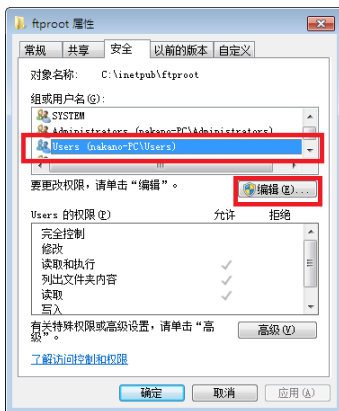 ftproot 属性
常规 共享 安全 以前的版本 自定义
对象名称: C:\inetpub\ftproot
组或用户名(G):
SYSTEM
Administrators (nakano-PC\Administrators)
Users (nakano-PC\Users)
要更改权限，请单击“编辑”。
编辑(E)...
Users 的权限(P) 允许 拒绝
完全控制
修改
读取和执行
列出文件夹内容
读取
写入
有关特殊权限或高级设置，请单击“高
级”。
高级(V)
了解访问控制和权限
确定 取消 应用(A)